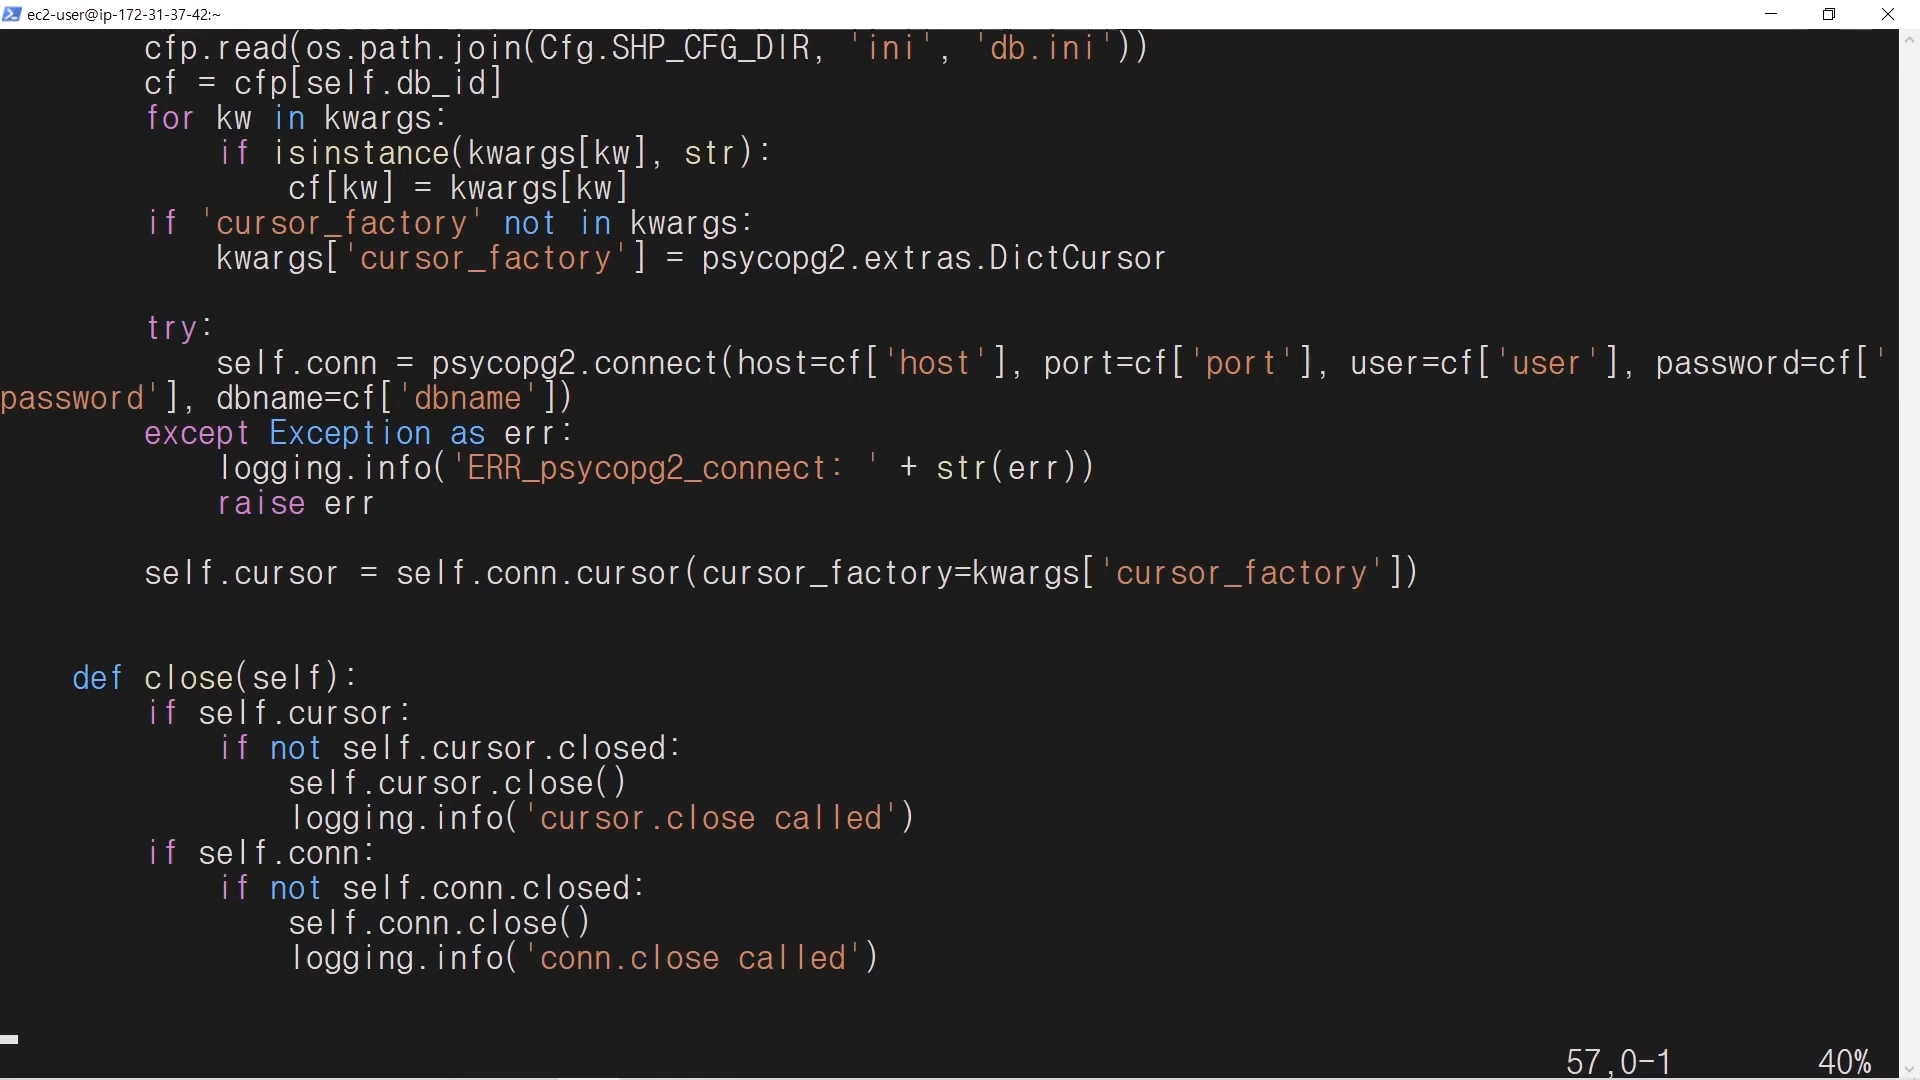 ec2-user@ip-172-31-37-42:~
        cfp.read(os.path.join(Cfg.SHP_CFG_DIR, 'ini', 'db.ini'))
        cf = cfp[self.db_id]
        for kw in kwargs:
            if isinstance(kwargs[kw], str):
                cf[kw] = kwargs[kw]
        if 'cursor_factory' not in kwargs:
            kwargs['cursor_factory'] = psycopg2.extras.DictCursor
        try:
            self.conn = psycopg2.connect(host=cf['host'], port=cf['port'], user=cf['user'], password=cf['
password'], dbname=cf['dbname'])
        except Exception as err:
            logging.info('ERR_psycopg2_connect: ' + str(err))
            raise err
        self.cursor = self.conn.cursor(cursor_factory=kwargs['cursor_factory'])
    def close(self):
        if self.cursor:
            if not self.cursor.closed:
                self.cursor.close()
                logging.info('cursor.close called')
        if self.conn:
            if not self.conn.closed:
                self.conn.close()
                logging.info('conn.close called')
57,0-1 40%